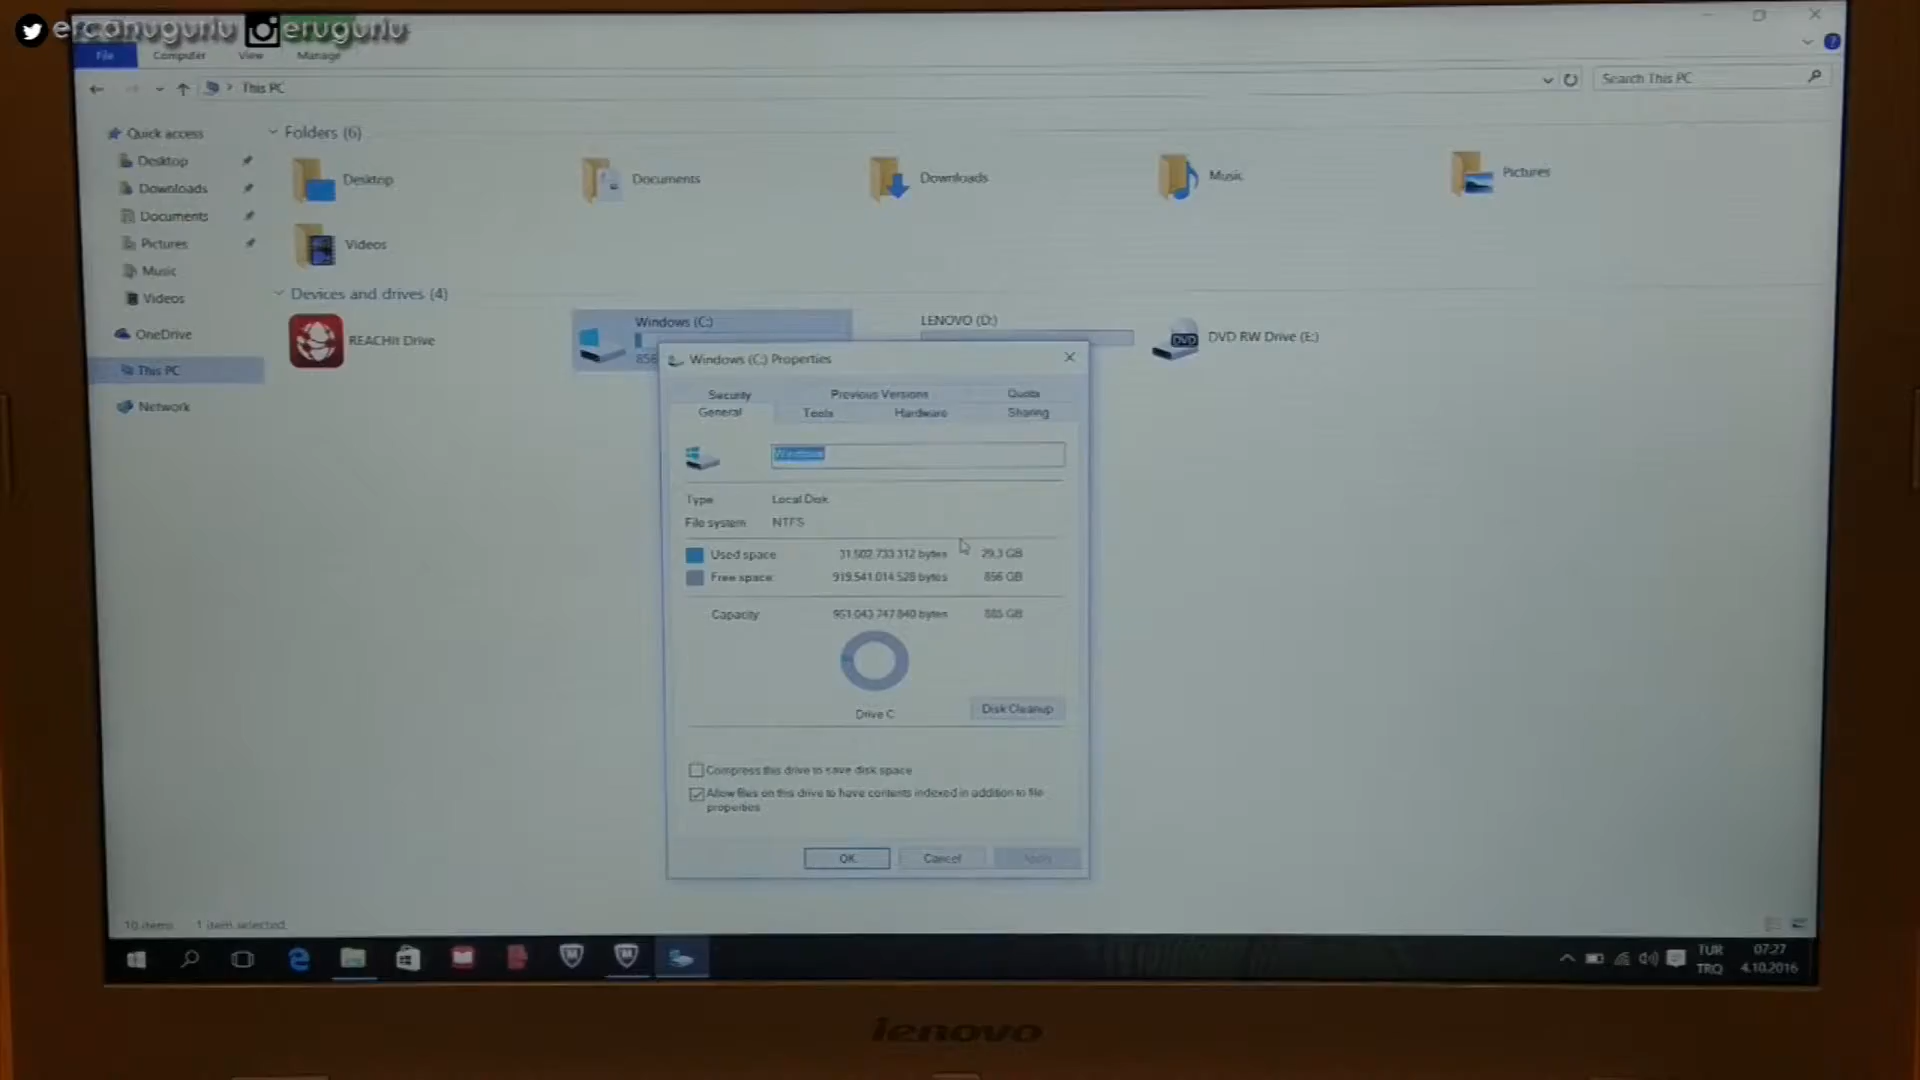 ercanugurlu erugurlu
File Computer View Manage
This PC
Search This PC
Quick access
Desktop
Downloads
Documents
Pictures
Music
Videos
OneDrive
This PC
Network
Folders (6)
Desktop
Documents
Downloads
Music
Pictures
Videos
Devices and drives (4)
REACHit Drive
Windows (C:)
856
LENOVO (D:)
DVD RW Drive (E:)
DVD
Windows (C:) Properties
Security Previous Versions Quota
General Tools Hardware Sharing
Windows
Type Local Disk
File system NTFS
Used space: 31.502.733.312 bytes 29,3 GB
Free space: 919.541.014.528 bytes 856 GB
Capacity: 951.043.747.840 bytes 885 GB
Drive C:
Disk Cleanup
Compress this drive to save disk space
Allow files on this drive to have contents indexed in addition to file
properties
OK Cancel Apply
10 items 1 item selected
TUR 07:27
TRQ 4.10.2016
lenovo